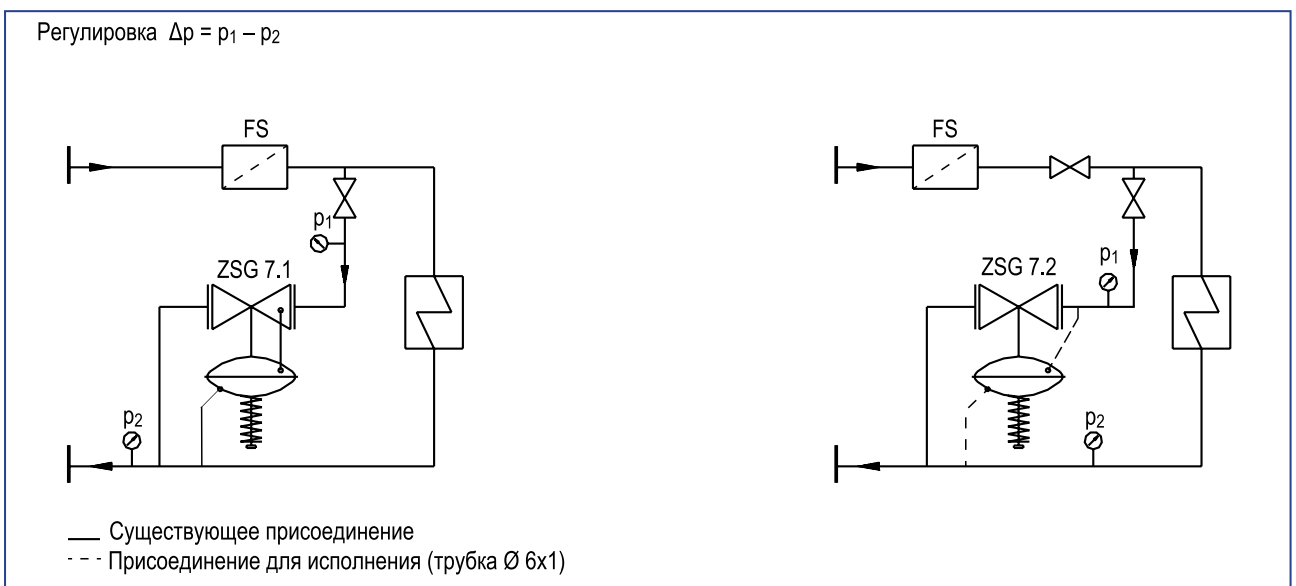 Регулировка Δp = p₁ – p₂
FS
p₁
ZSG 7.1
p₂
FS
p₁
ZSG 7.2
p₂
Существующее присоединение
Присоединение для исполнения (трубка Ø 6x1)